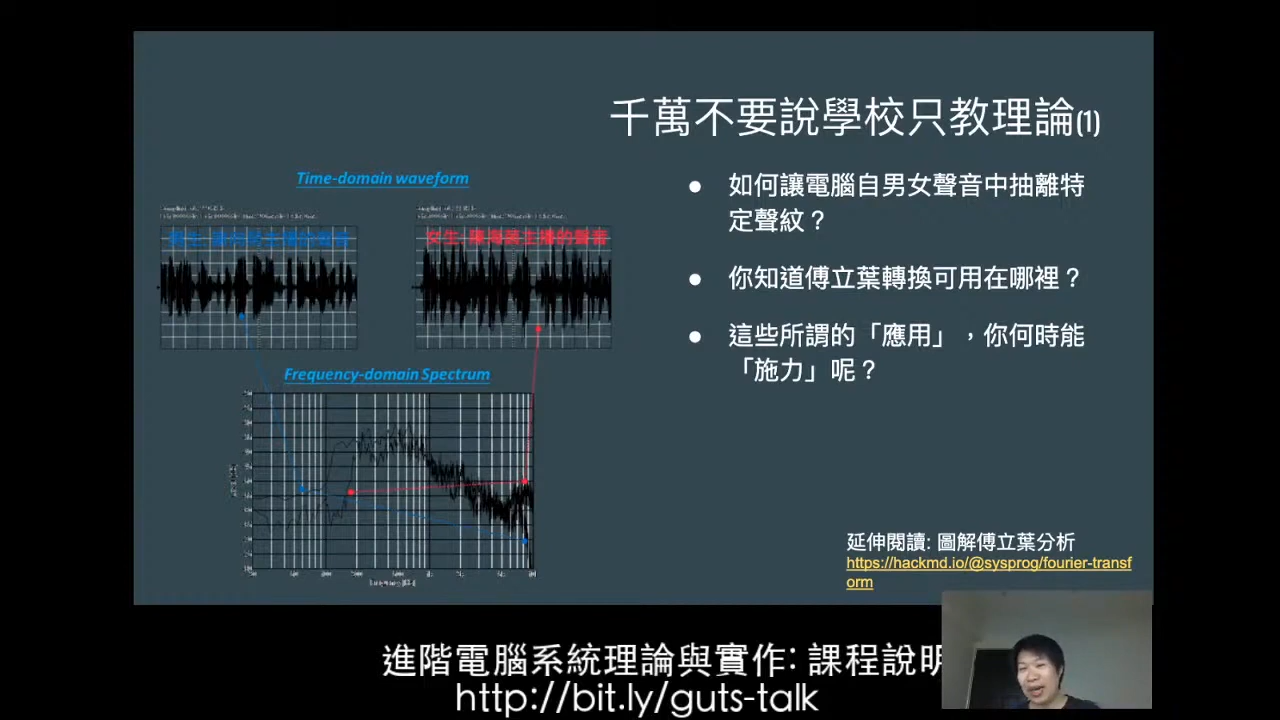 千萬不要說學校只教理論(1)
Time-domain waveform
女生:
的聲音
Frequency-domain Spectrum
● 如何讓電腦自男女聲音中抽離特
定聲紋？
● 你知道傅立葉轉換可用在哪裡？
● 這些所謂的「應用」，你何時能
「施力」呢？
延伸閱讀: 圖解傅立葉分析
https://hackmd.io/@sysprog/fourier-transf
orm
進階電腦系統理論與實作: 課程說明
http://bit.ly/guts-talk